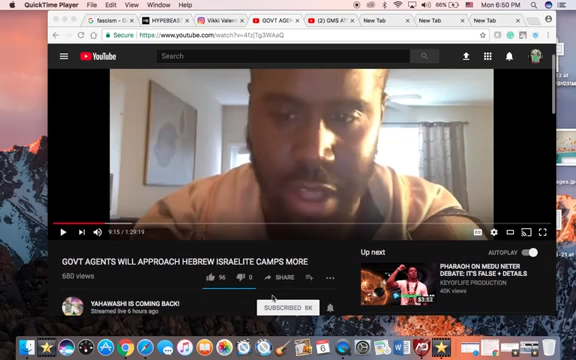 QuickTime Player File Edit View Window Help
66% Mon 6:50 PM
fascism - G
HYPEBEAS
Vikki Valen
GOVT AGEN
(2) GMS AT
New Tab
New Tab
New Tab
Secure https://www.youtube.com/watch?v=4fzjTg3WAaQ
YouTube
Search
9:15 / 1:29:19
GOVT AGENTS WILL APPROACH HEBREW ISRAELITE CAMPS MORE
680 views
96 0 SHARE
YAHAWASHI IS COMING BACK!
Streamed live 6 hours ago
SUBSCRIBED 8K
Up next
AUTOPLAY
PHARAOH ON MEDU NETER
DEBATE: IT'S FALSE + DETAILS
KEYOFLIFE PRODUCTION
40K views